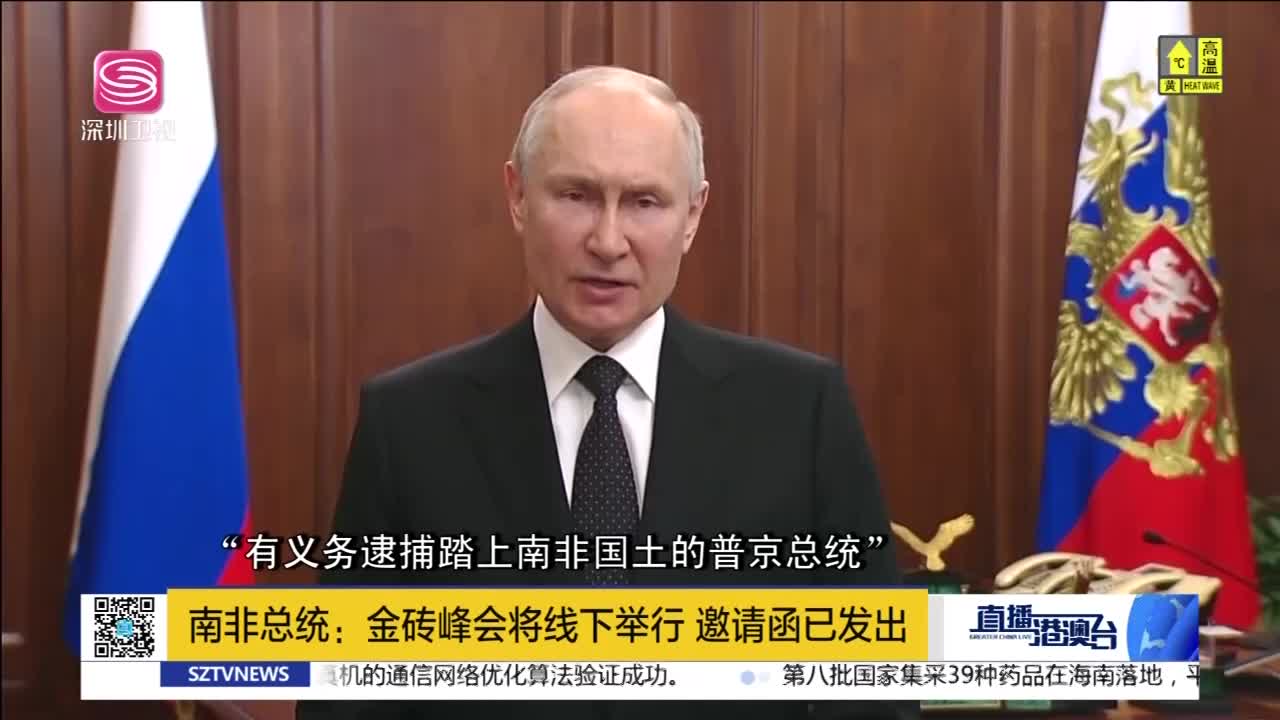 深圳卫视
高温
℃
黄 HEAT WAVE
“有义务逮捕踏上南非国土的普京总统”
南非总统：金砖峰会将线下举行 邀请函已发出
直播港澳台
GREATER CHINA LIVE
SZTVNEWS
机的通信网络优化算法验证成功。 第八批国家集采39种药品在海南落地，平